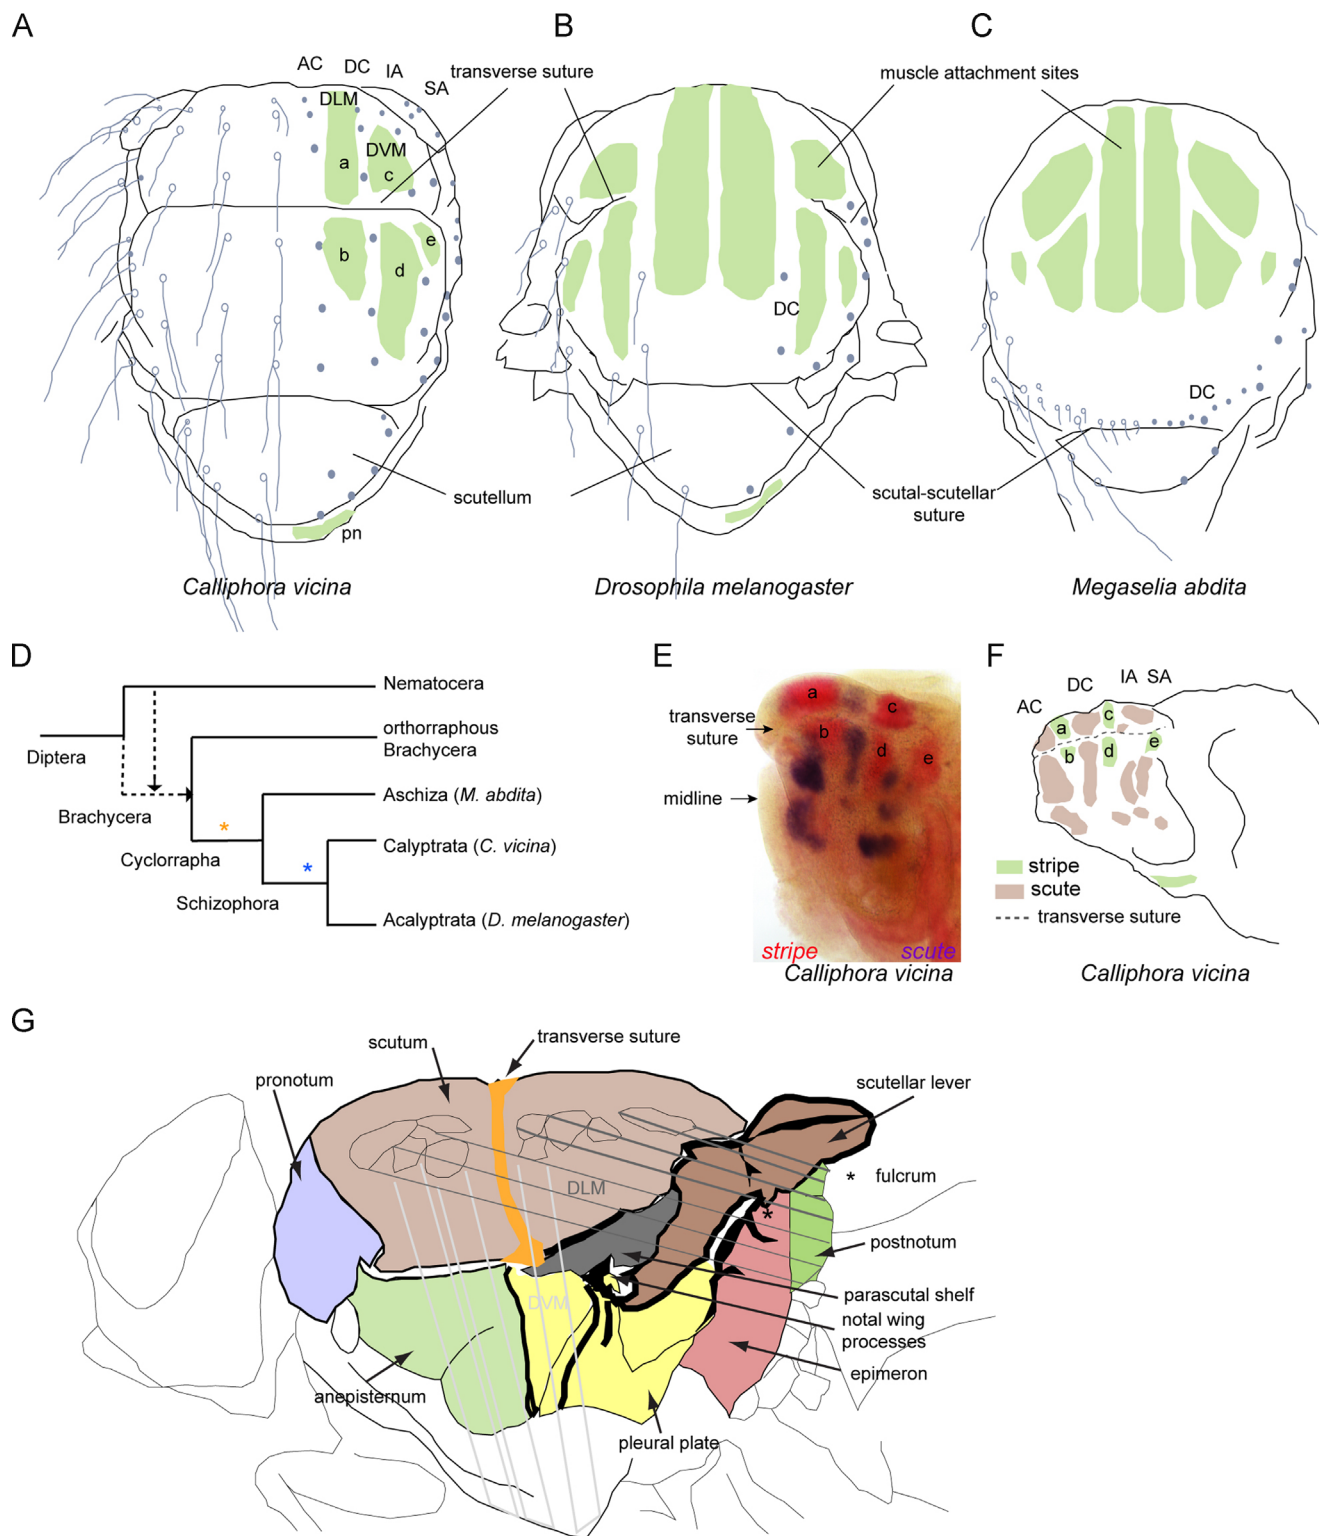 A
B
C
AC
DC
IA
SA
transverse suture
muscle attachment sites
DLM
DVM
a
c
b
d
e
DC
DC
scutellum
scutal-scutellar
suture
pn
Calliphora vicina
Drosophila melanogaster
Megaselia abdita
D
Nematocera
orthorraphous
Brachycera
Diptera
Aschiza (M. abdita)
Brachycera
*
Calyptrata (C. vicina)
Cyclorrapha
*
Schizophora
Acalyptrata (D. melanogaster)
E
a
c
transverse
suture
b
d
e
midline
stripe
scute
Calliphora vicina
F
AC
DC
IA
SA
a
c
b
d
e
stripe
scute
transverse suture
Calliphora vicina
G
scutum
transverse suture
pronotum
scutellar lever
DLM
* fulcrum
*
postnotum
parascutal shelf
DVM
notal wing
processes
epimeron
anepisternum
pleural plate